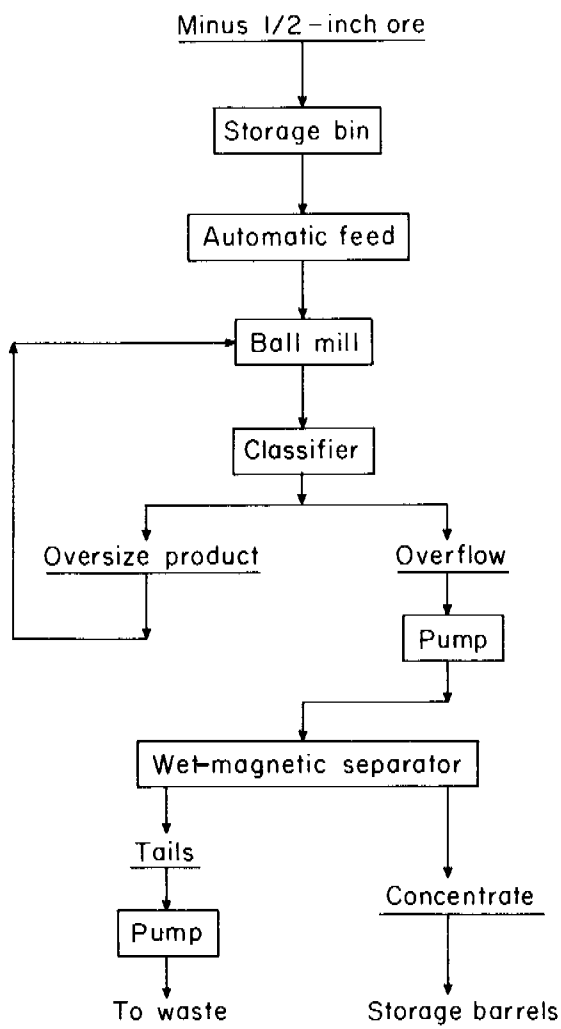 Minus 1/2-inch ore
Storage bin
Automatic feed
Ball mill
Classifier
Oversize product
Overflow
Pump
Wet-magnetic separator
Tails
Concentrate
Pump
To waste
Storage barrels